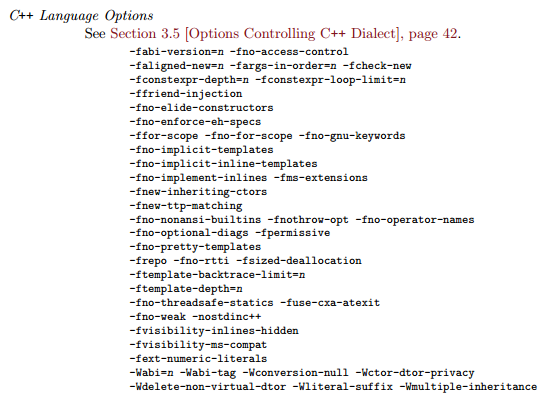 C++ Language Options
See Section 3.5 [Options Controlling C++ Dialect], page 42.
-fabi-version=n -fno-access-control
-faligned-new=n -fargs-in-order=n -fcheck-new
-fconstexpr-depth=n -fconstexpr-loop-limit=n
-ffriend-injection
-fno-elide-constructors
-fno-enforce-eh-specs
-ffor-scope -fno-for-scope -fno-gnu-keywords
-fno-implicit-templates
-fno-implicit-inline-templates
-fno-implement-inlines -fms-extensions
-fnew-inheriting-ctors
-fnew-ttp-matching
-fno-nonansi-builtins -fnothrow-opt -fno-operator-names
-fno-optional-diags -fpermissive
-fno-pretty-templates
-frepo -fno-rtti -fsized-deallocation
-ftemplate-backtrace-limit=n
-ftemplate-depth=n
-fno-threadsafe-statics -fuse-cxa-atexit
-fno-weak -nostdinc++
-fvisibility-inlines-hidden
-fvisibility-ms-compat
-fext-numeric-literals
-Wabi=n -Wabi-tag -Wconversion-null -Wctor-dtor-privacy
-Wdelete-non-virtual-dtor -Wliteral-suffix -Wmultiple-inheritance